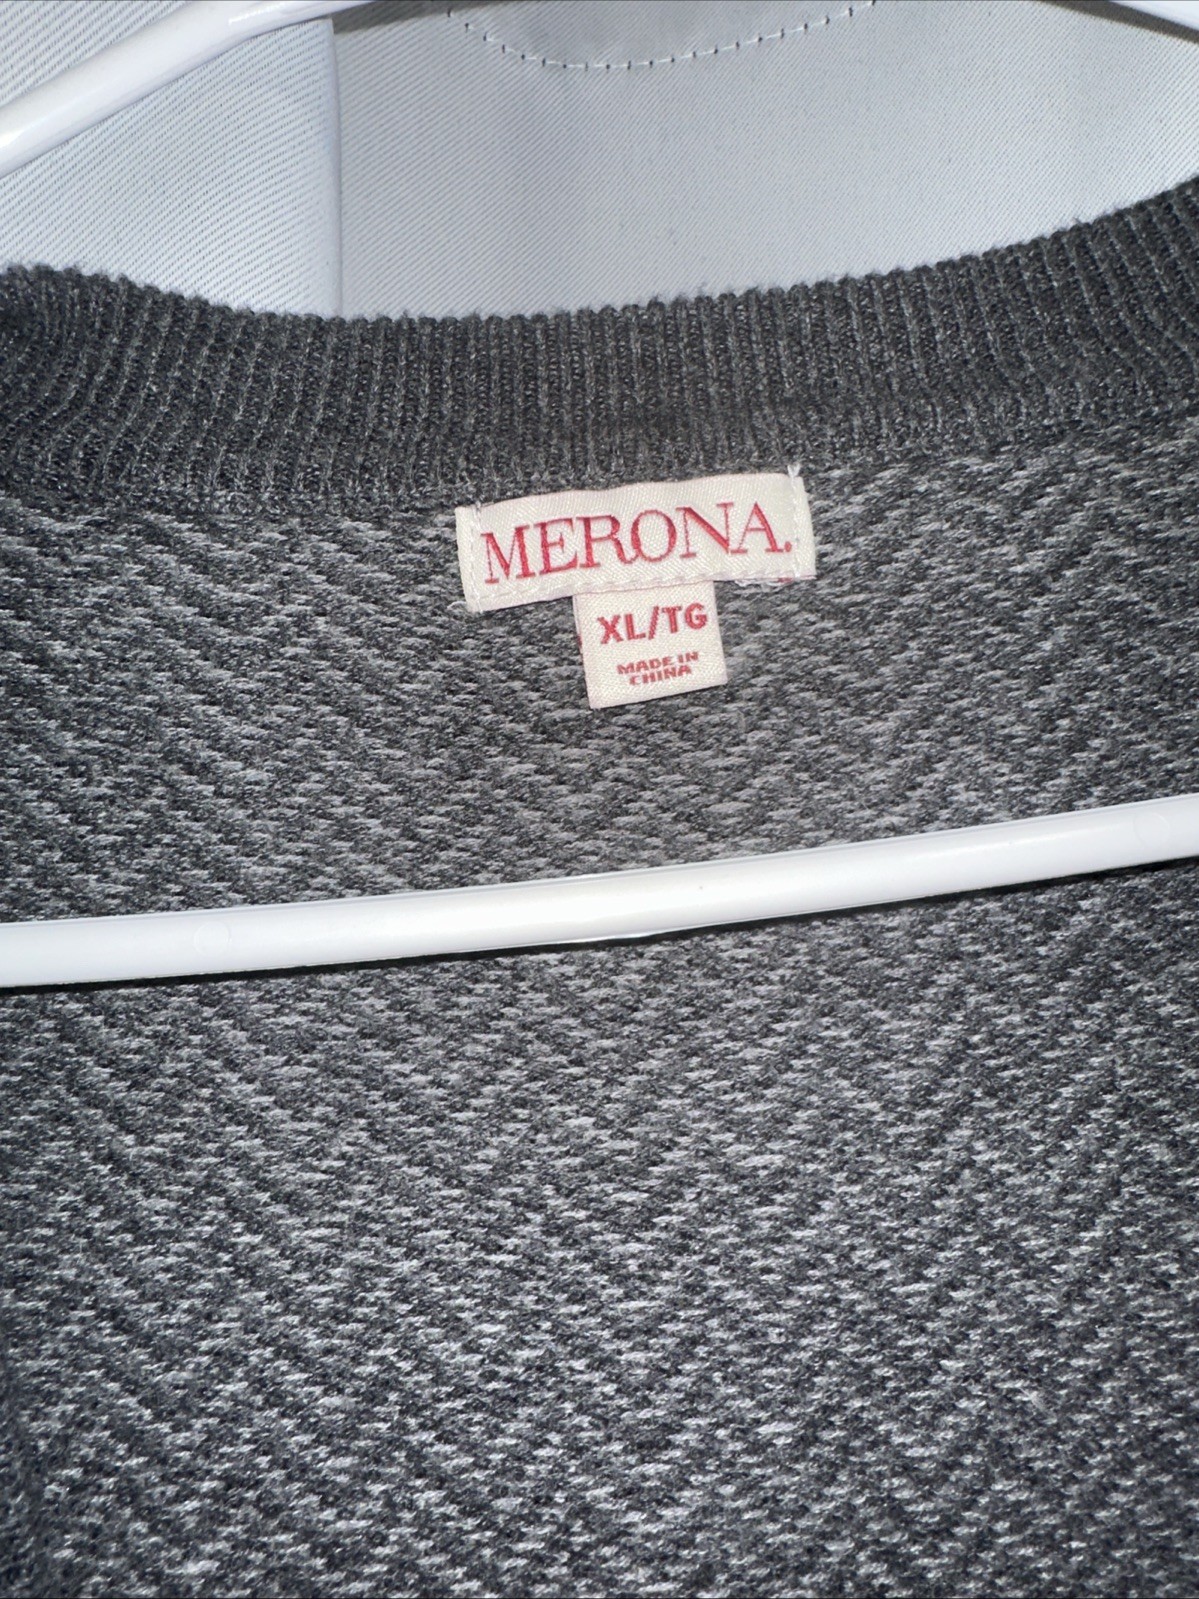 MERONA.
XL/TG
MADE IN
CHINA